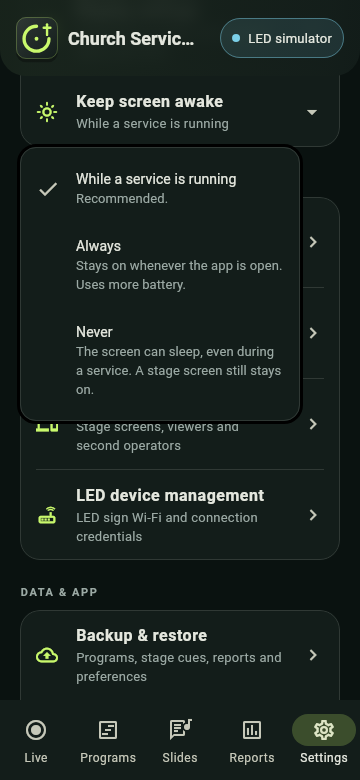 Church Servic...
LED simulator
Keep screen awake
While a service is running
While a service is running
Recommended.
Always
Stays on whenever the app is open.
Uses more battery.
Never
The screen can sleep, even during
a service. A stage screen still stays
on.
Stage screens, viewers and
second operators
LED device management
LED sign Wi-Fi and connection
credentials
DATA & APP
Backup & restore
Programs, stage cues, reports and
preferences
Live
Programs
Slides
Reports
Settings